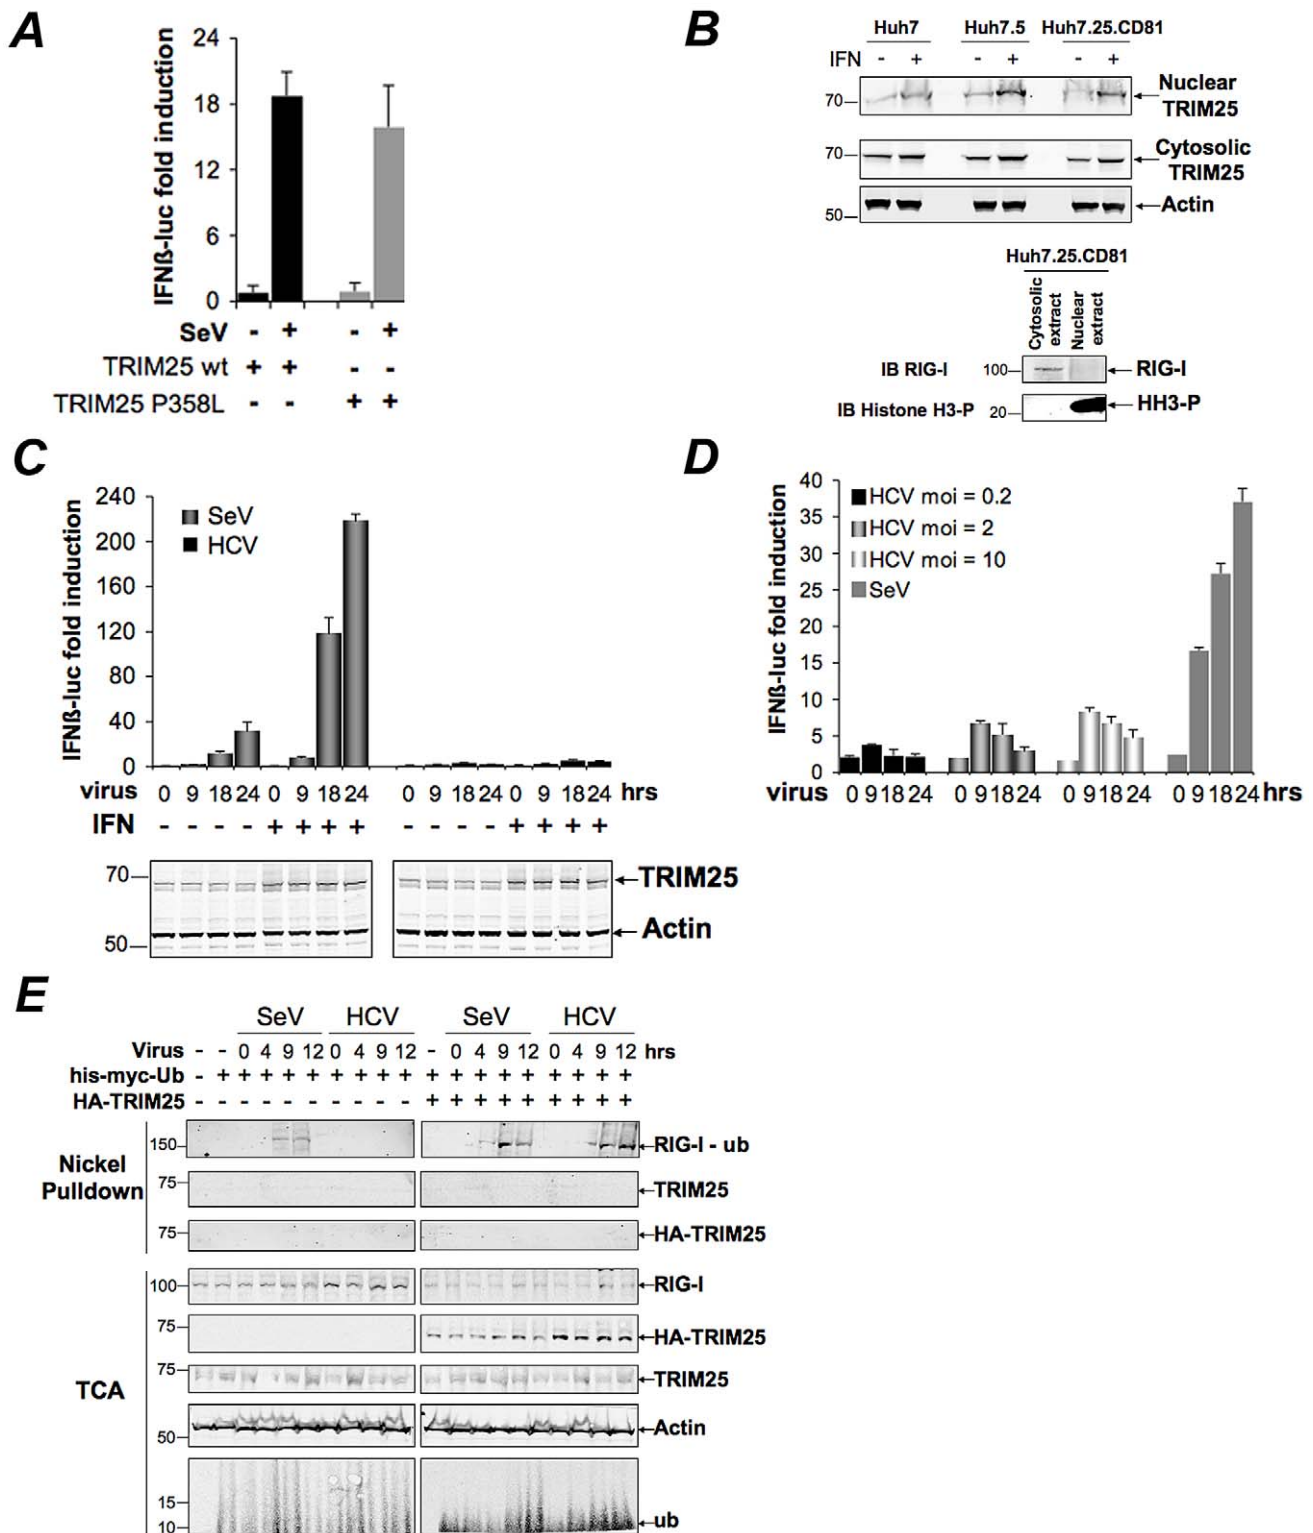 A
IFNß-luc fold induction
24
18
12
6
0
SeV - + - +
TRIM25 wt + + - -
TRIM25 P358L - - + +
B
Huh7 Huh7.5 Huh7.25.CD81
IFN - + - + - +
70 Nuclear TRIM25
70 Cytosolic TRIM25
50 Actin
Huh7.25.CD81
Cytosolic extract
Nuclear extract
IB RIG-I 100 RIG-I
IB Histone H3-P 20 HH3-P
C
IFNß-luc fold induction
240
200
160
120
80
40
0
SeV
HCV
virus 0 9 18 24 0 9 18 24 0 9 18 24 0 9 18 24 hrs
IFN - - - - + + + + - - - - + + + +
70 TRIM25
50 Actin
D
IFNß-luc fold induction
40
35
30
25
20
15
10
5
0
HCV moi = 0.2
HCV moi = 2
HCV moi = 10
SeV
virus 0 9 18 24 0 9 18 24 0 9 18 24 0 9 18 24 hrs
E
SeV HCV SeV HCV
Virus - - 0 4 9 12 0 4 9 12 - 0 4 9 12 0 4 9 12 hrs
his-myc-Ub - + + + + + + + + + + + + + + + + + +
HA-TRIM25 - - - - - - - - - - + + + + + + + + +
Nickel Pulldown
150 RIG-I - ub
75 TRIM25
75 HA-TRIM25
TCA
100 RIG-I
75 HA-TRIM25
75 TRIM25
50 Actin
15
10 ub